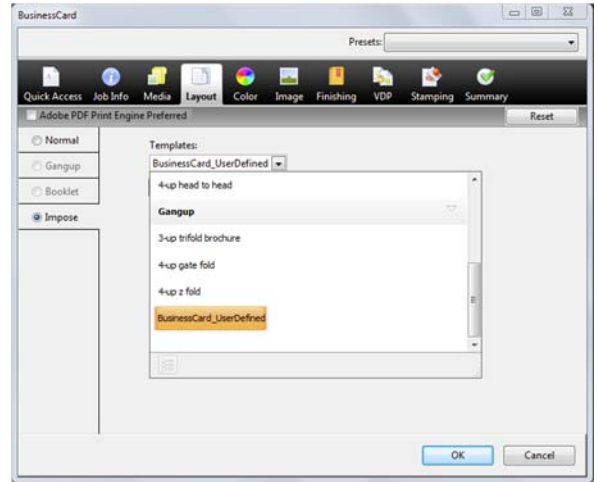 BusinessCard
Presets:
Quick Access Job Info Media Layout Color Image Finishing VDP Stamping Summary
Adobe PDF Print Engine Preferred Reset
Normal
Templates:
BusinessCard_UserDefined
Gangup
4-up head to head
Booklet
Gangup
Impose
3-up trifold brochure
4-up gate fold
4-up z fold
BusinessCard_UserDefined
OK Cancel